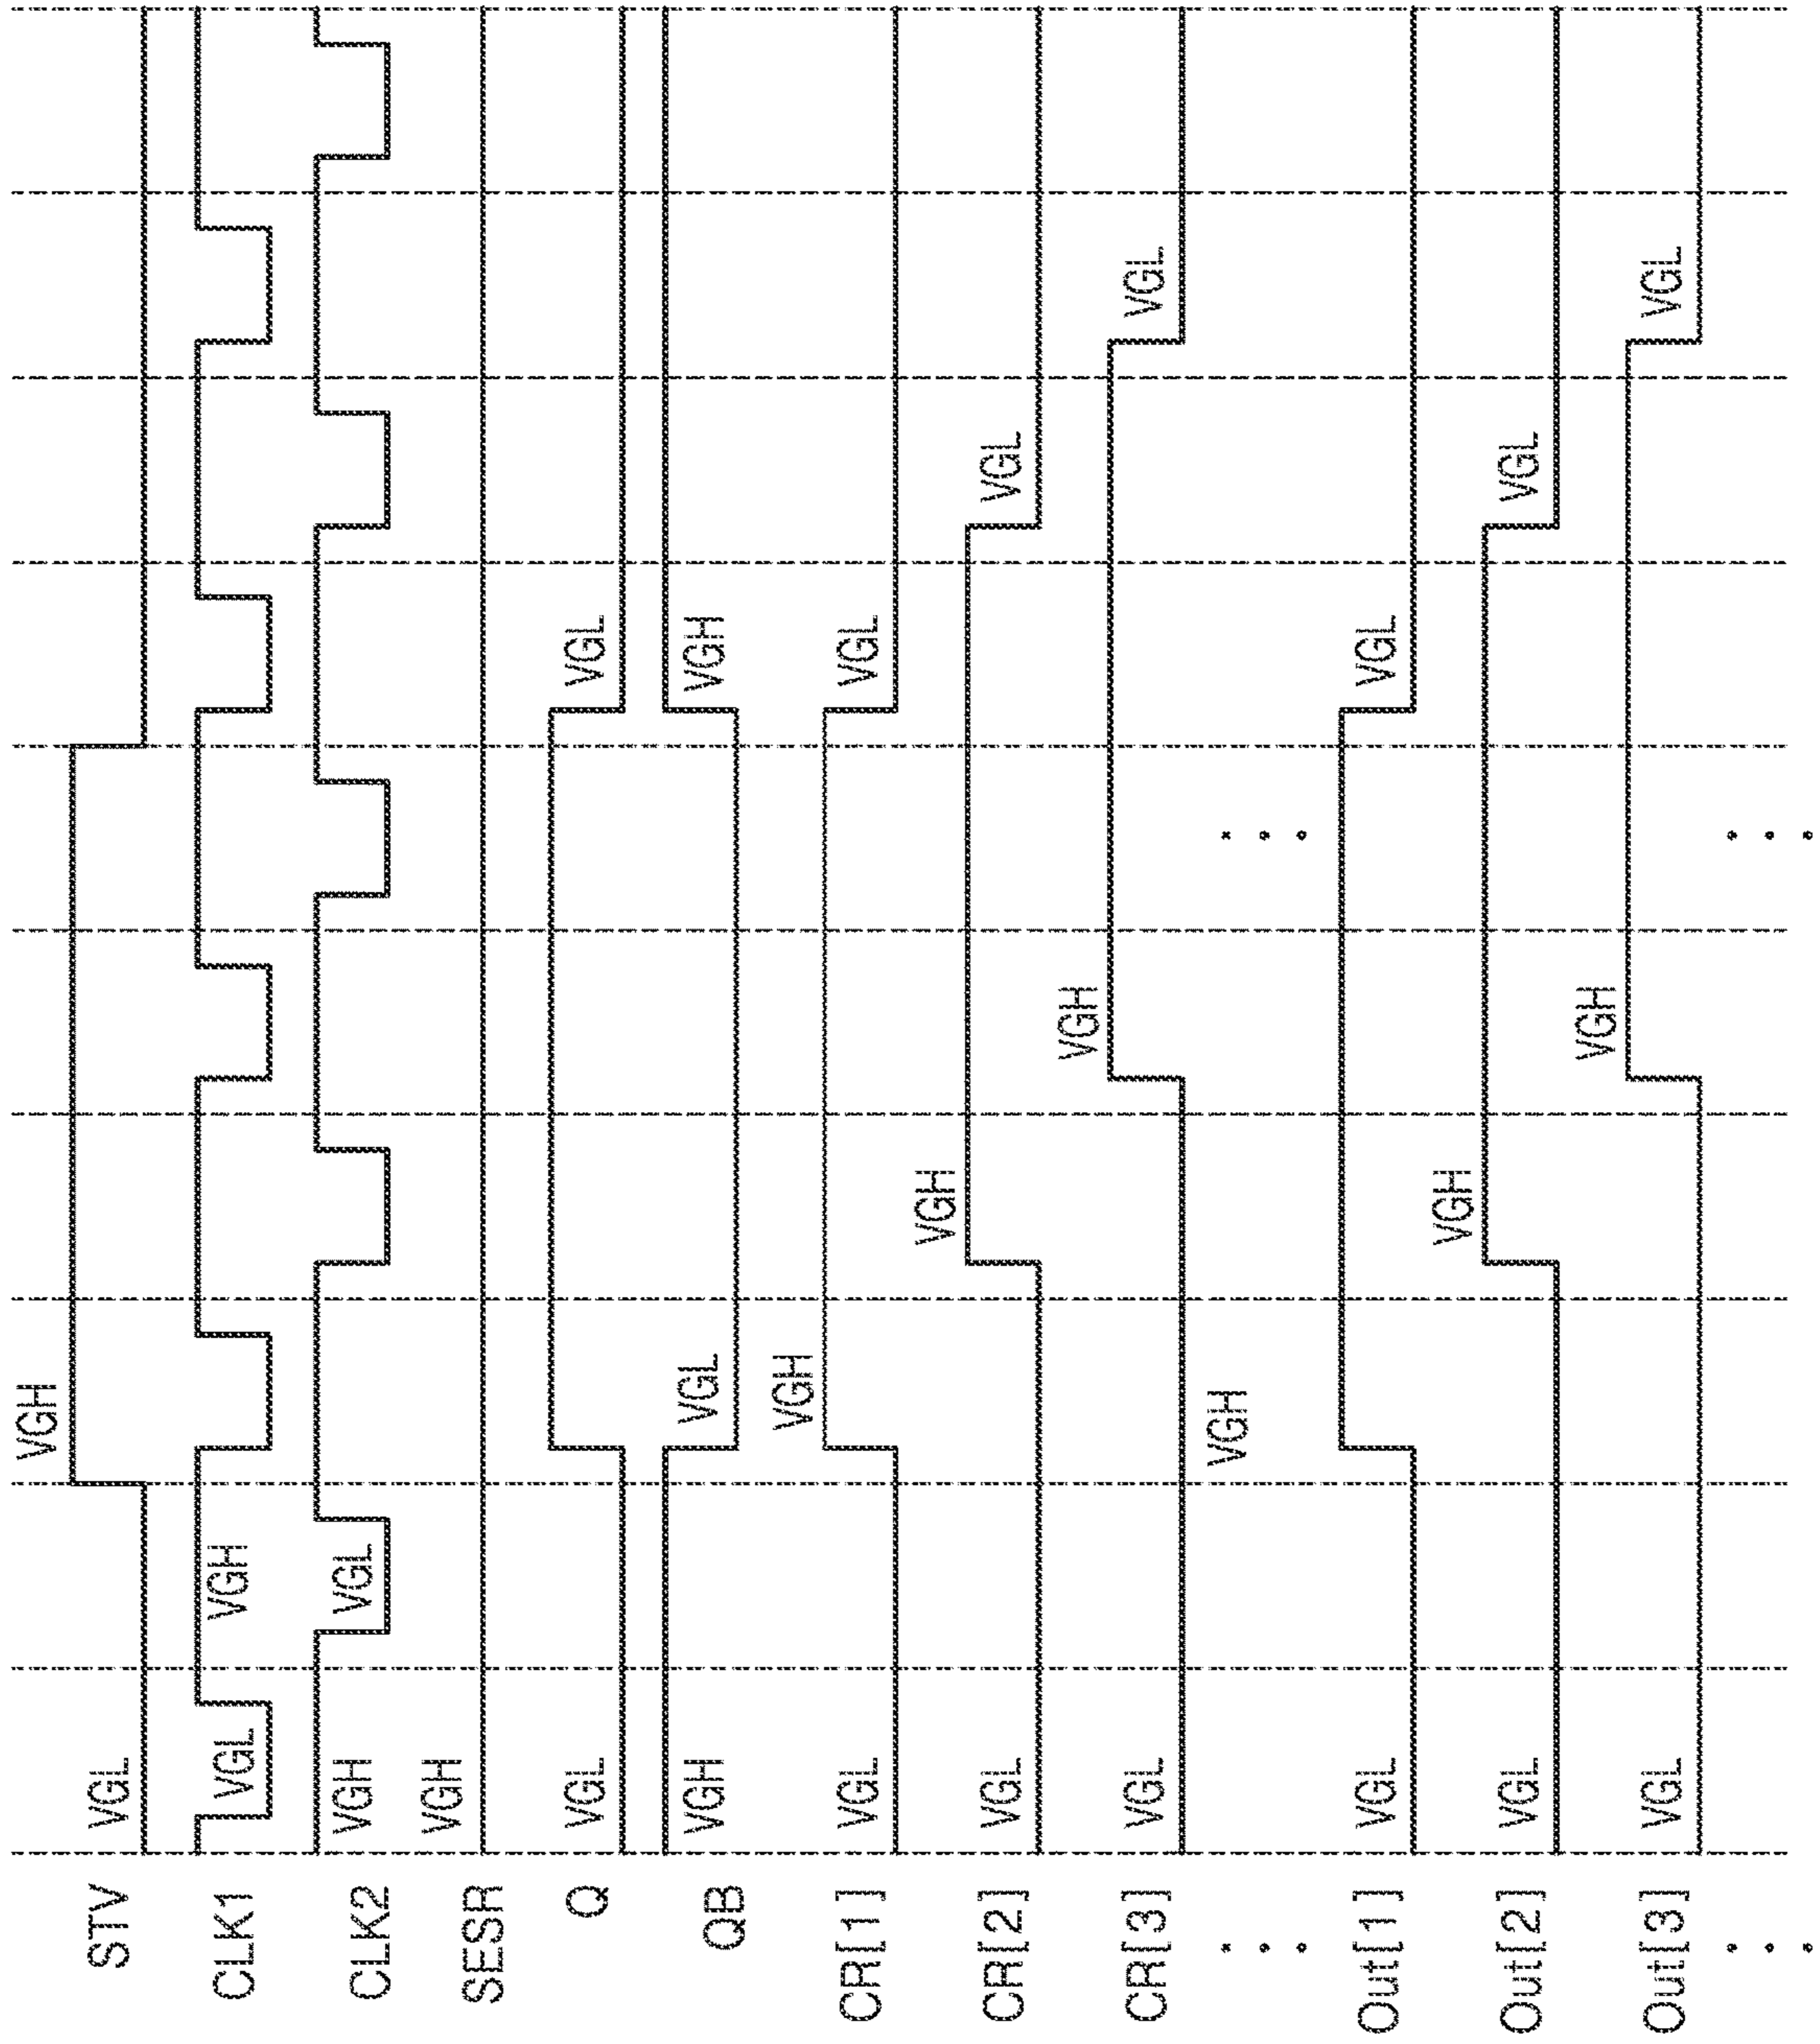 STV VGL VGH
CLK1 VGL VGH
CLK2 VGH VGL
SESR VGH
Q VGL VGL
QB VGH VGL VGH
CR[1] VGL VGH VGL
CR[2] VGL VGH VGL
CR[3] VGL VGH VGL
Out[1] VGL VGH VGL
Out[2] VGL VGH VGL
Out[3] VGL VGH VGL